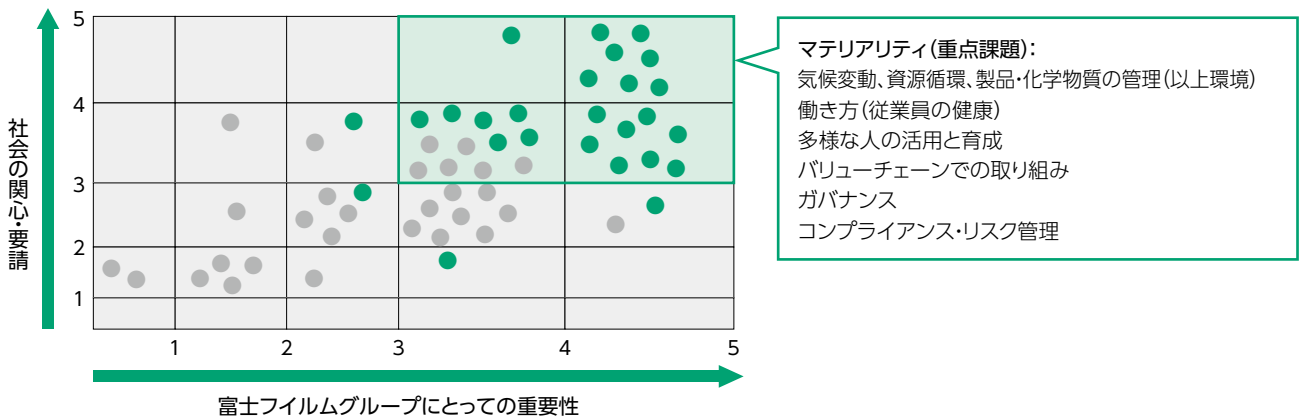 5
4
3
2
1
社会の関心・要請
1
2
3
4
5
富士フイルムグループにとっての重要性
マテリアリティ(重点課題):
気候変動、資源循環、製品・化学物質の管理(以上環境)
働き方(従業員の健康)
多様な人の活用と育成
バリューチェーンでの取り組み
ガバナンス
コンプライアンス・リスク管理